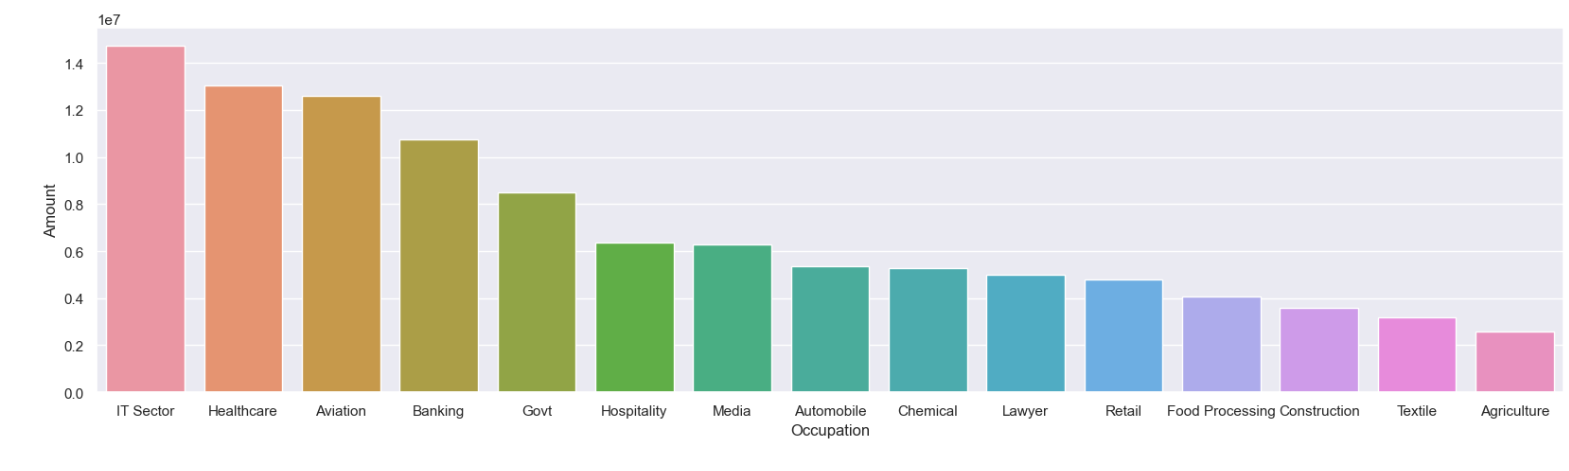 1e7
1.4
1.2
1.0
0.8
0.6
0.4
0.2
0.0
Amount
IT Sector Healthcare Aviation Banking Govt Hospitality Media Automobile Chemical Lawyer Retail Food Processing Construction Textile Agriculture
Occupation